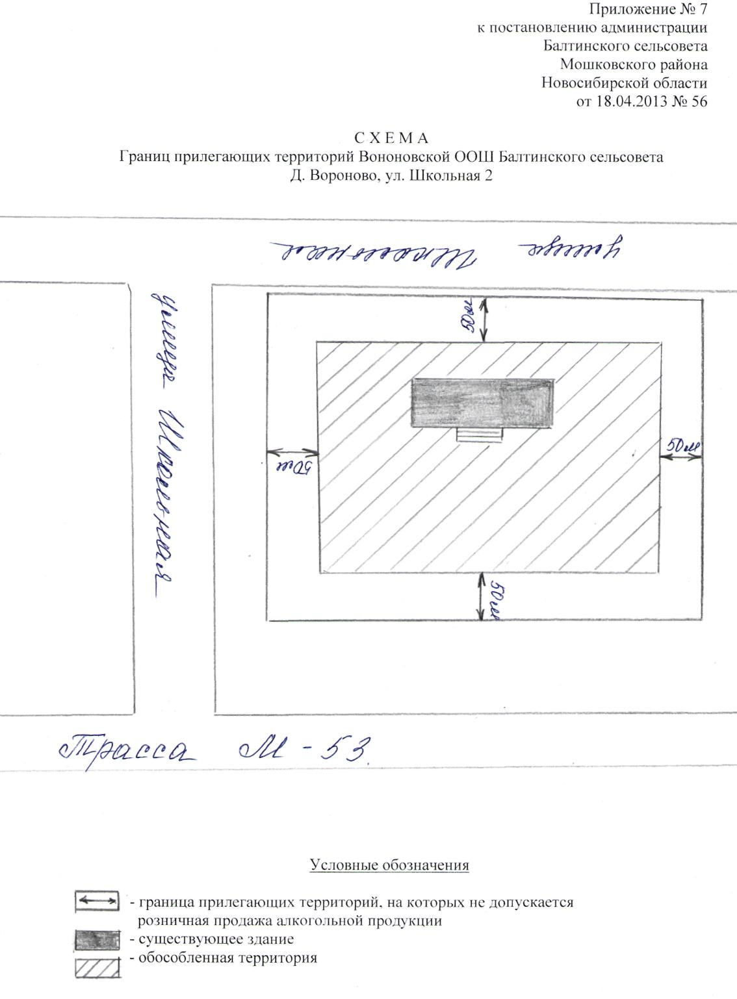 Приложение № 7
к постановлению администрации
Балтинского сельсовета
Мошковского района
Новосибирской области
от 18.04.2013 № 56
С Х Е М А
Границ прилегающих территорий Вононовской ООШ Балтинского сельсовета
Д. Вороново, ул. Школьная 2
улица Школьная
улица Школьная
50м
50м
50м
50м
Трасса М - 53.
Условные обозначения
- граница прилегающих территорий, на которых не допускается
розничная продажа алкогольной продукции
- существующее здание
- обособленная территория